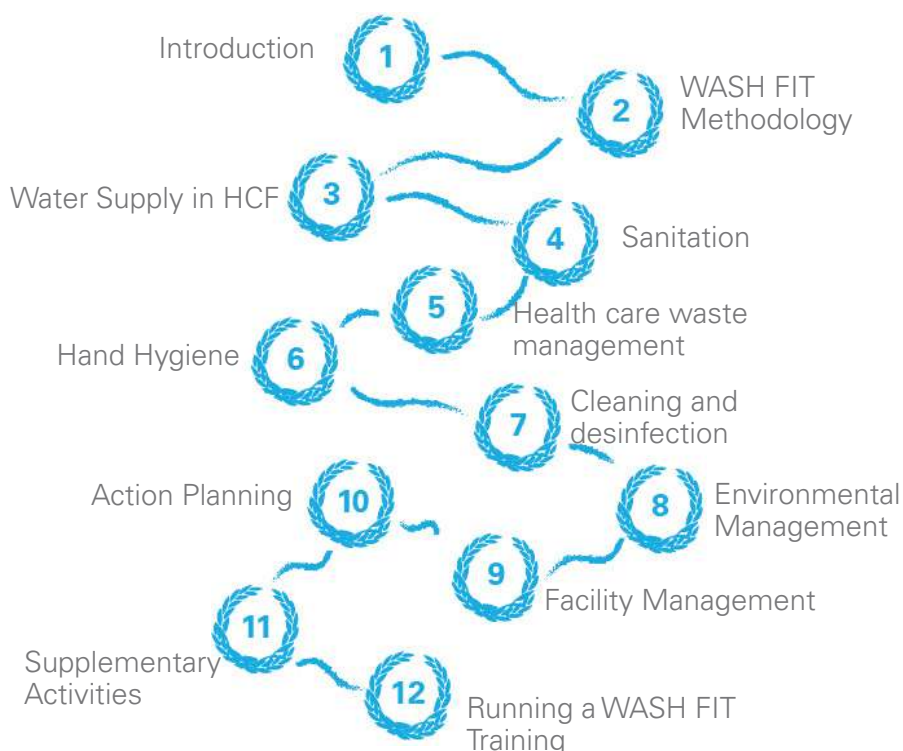 Introduction
1
2
WASH FIT
Methodology
Water Supply in HCF
3
4
Sanitation
5
Health care waste
management
Hand Hygiene
6
7
Cleaning and
desinfection
8
Environmental
Management
Action Planning
10
9
Facility Management
11
Supplementary
Activities
12
Running a WASH FIT
Training